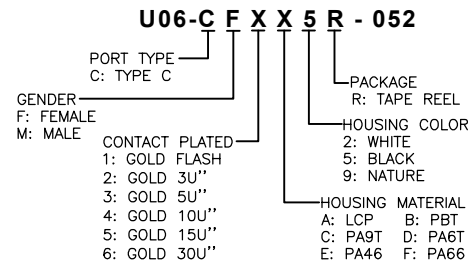 U06-C F X X 5 R - 052
PORT TYPE
C: TYPE C
GENDER
F: FEMALE
M: MALE
CONTACT PLATED
1: GOLD FLASH
2: GOLD 3U''
3: GOLD 5U''
4: GOLD 10U''
5: GOLD 15U''
6: GOLD 30U''
PACKAGE
R: TAPE REEL
HOUSING COLOR
2: WHITE
5: BLACK
9: NATURE
HOUSING MATERIAL
A: LCP B: PBT
C: PA9T D: PA6T
E: PA46 F: PA66